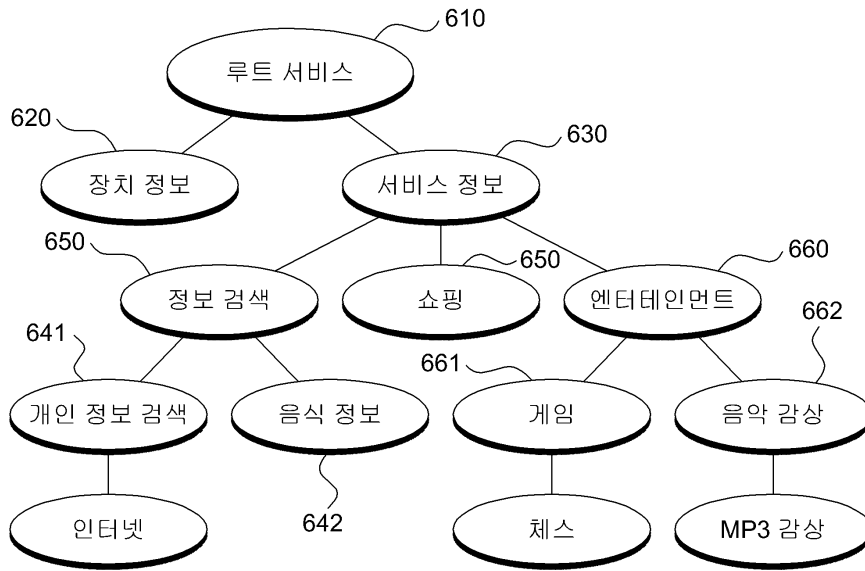 610
루트 서비스
620
630
장치 정보
서비스 정보
650
650
660
정보 검색
쇼핑
엔터테인먼트
641
661
662
개인 정보 검색
음식 정보
게임
음악 감상
642
인터넷
체스
MP3 감상